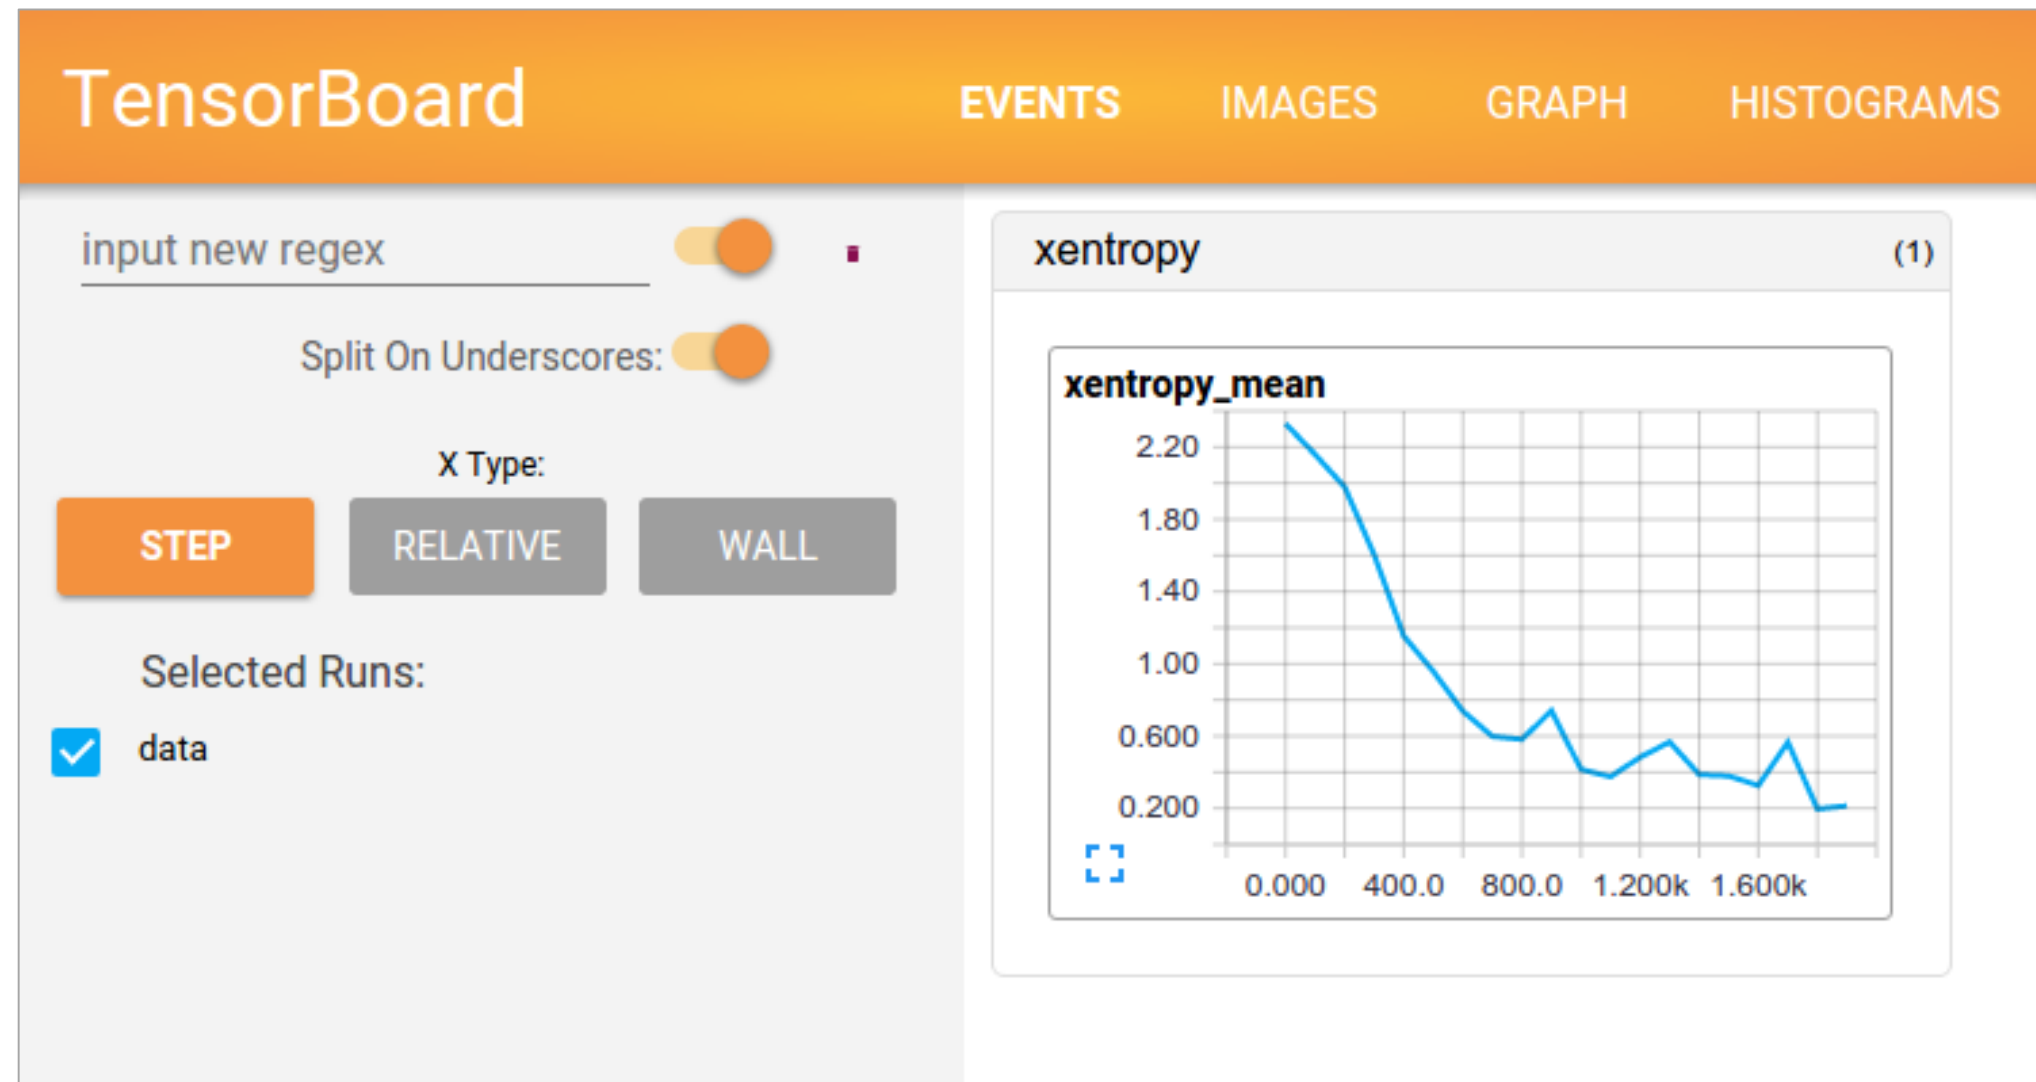 TensorBoard
EVENTS IMAGES GRAPH HISTOGRAMS
input new regex
Split On Underscores:
X Type:
STEP RELATIVE WALL
Selected Runs:
data
xentropy (1)
xentropy_mean
2.20
1.80
1.40
1.00
0.600
0.200
0.000 400.0 800.0 1.200k 1.600k